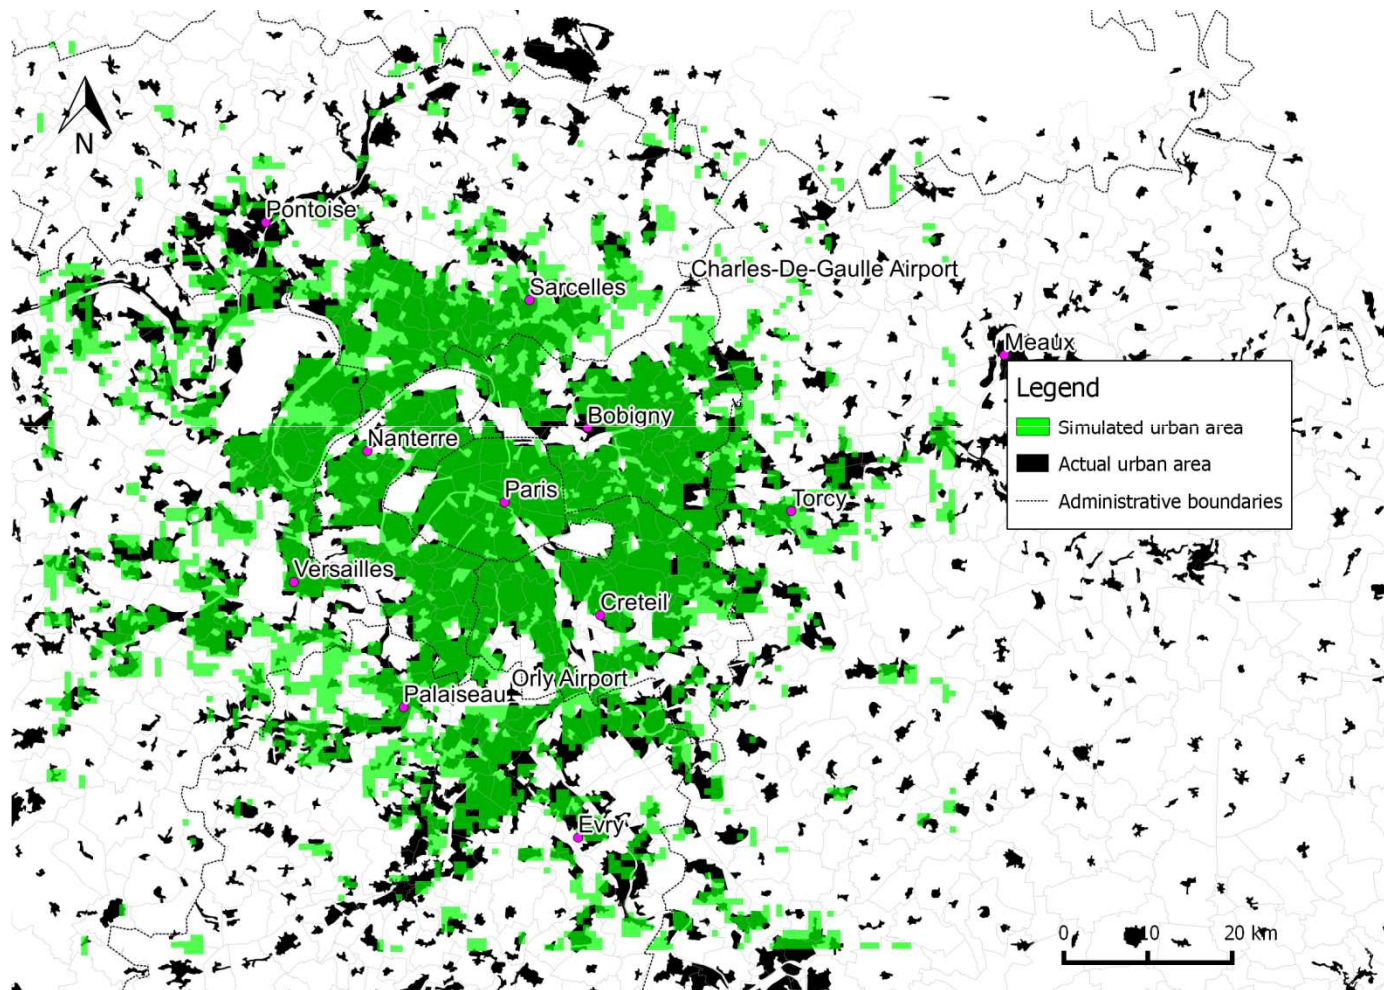 N
Pontoise
Charles-De-Gaulle Airport
Sarcelles
Meaux
Legend
Simulated urban area
Actual urban area
Administrative boundaries
Bobigny
Nanterre
Paris
Torcy
Versailles
Creteil
Orly Airport
Palaiseau
Evry
0 10 20 km